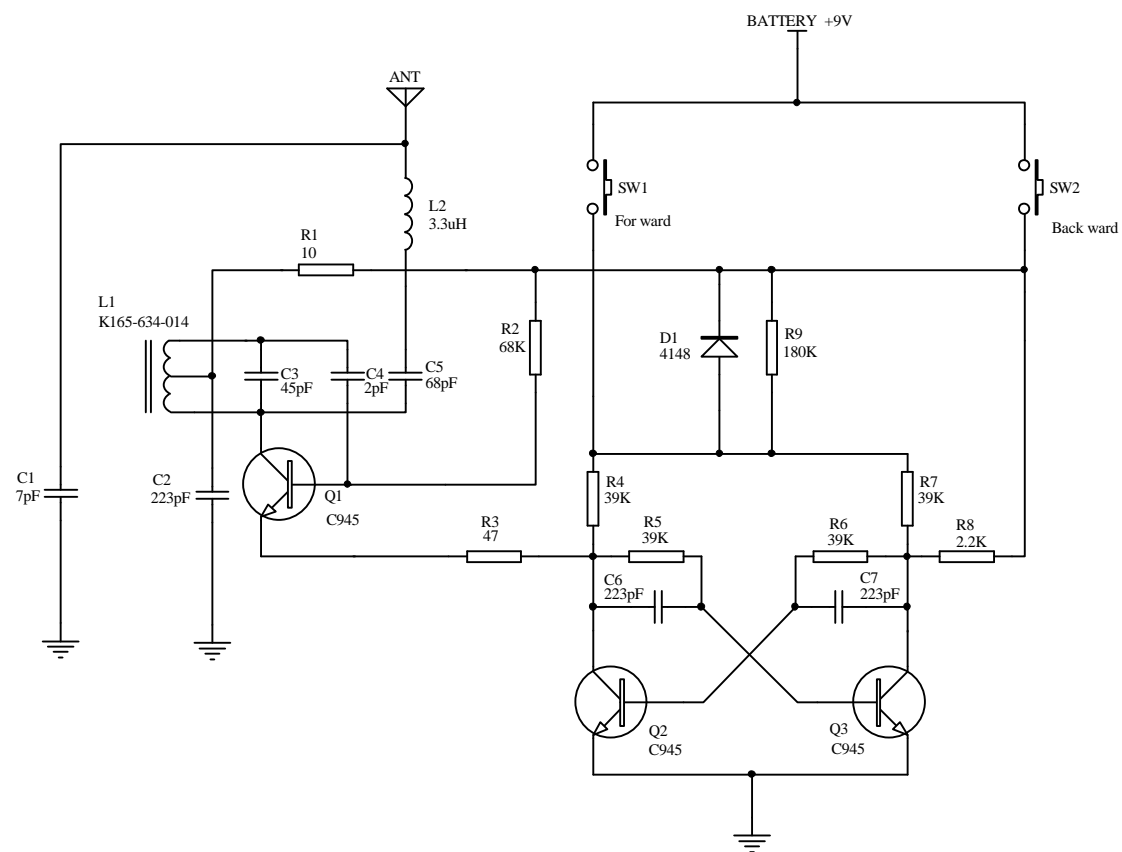 BATTERY +9V
ANT
SW1
For ward
SW2
Back ward
L2
3.3uH
R1
10
L1
K165-634-014
R2
68K
D1
4148
R9
180K
C3
45pF
C4
2pF
C5
68pF
C1
7pF
C2
223pF
Q1
C945
R4
39K
R7
39K
R3
47
R5
39K
R6
39K
R8
2.2K
C6
223pF
C7
223pF
Q2
C945
Q3
C945